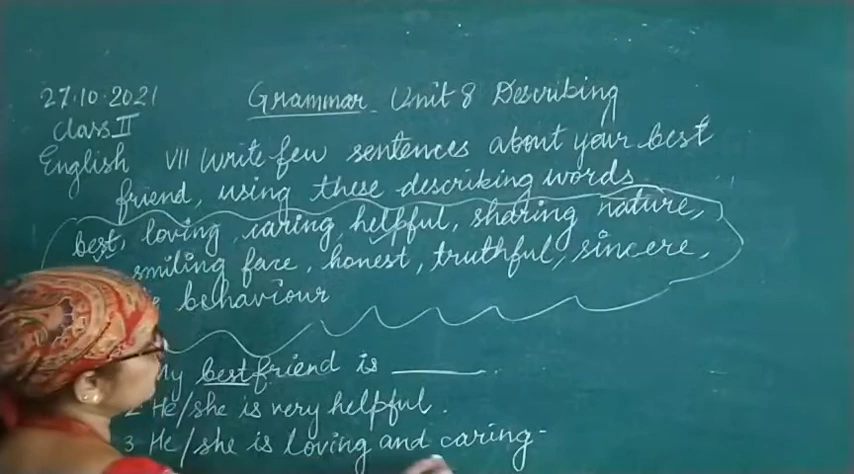 27.10.2021 Grammar Unit 8 Describing
Class II
English VII Write few sentences about your best
friend, using these describing words
best, loving, caring, helpful, sharing nature,
smiling face, honest, truthful, sincere,
behaviour
My best friend is ______.
2 He/she is very helpful.
3 He/she is loving and caring-